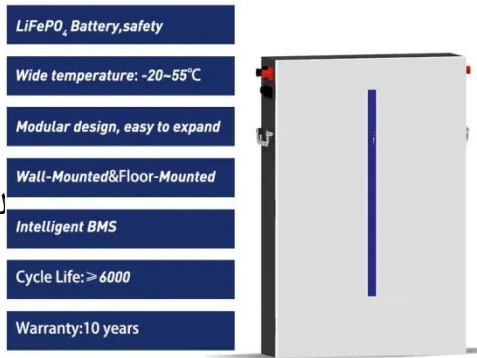 LiFePO₄ Battery,safety
Wide temperature: -20~55℃
Modular design, easy to expand
Wall-Mounted&Floor-Mounted
Intelligent BMS
Cycle Life:≥6000
Warranty:10 years